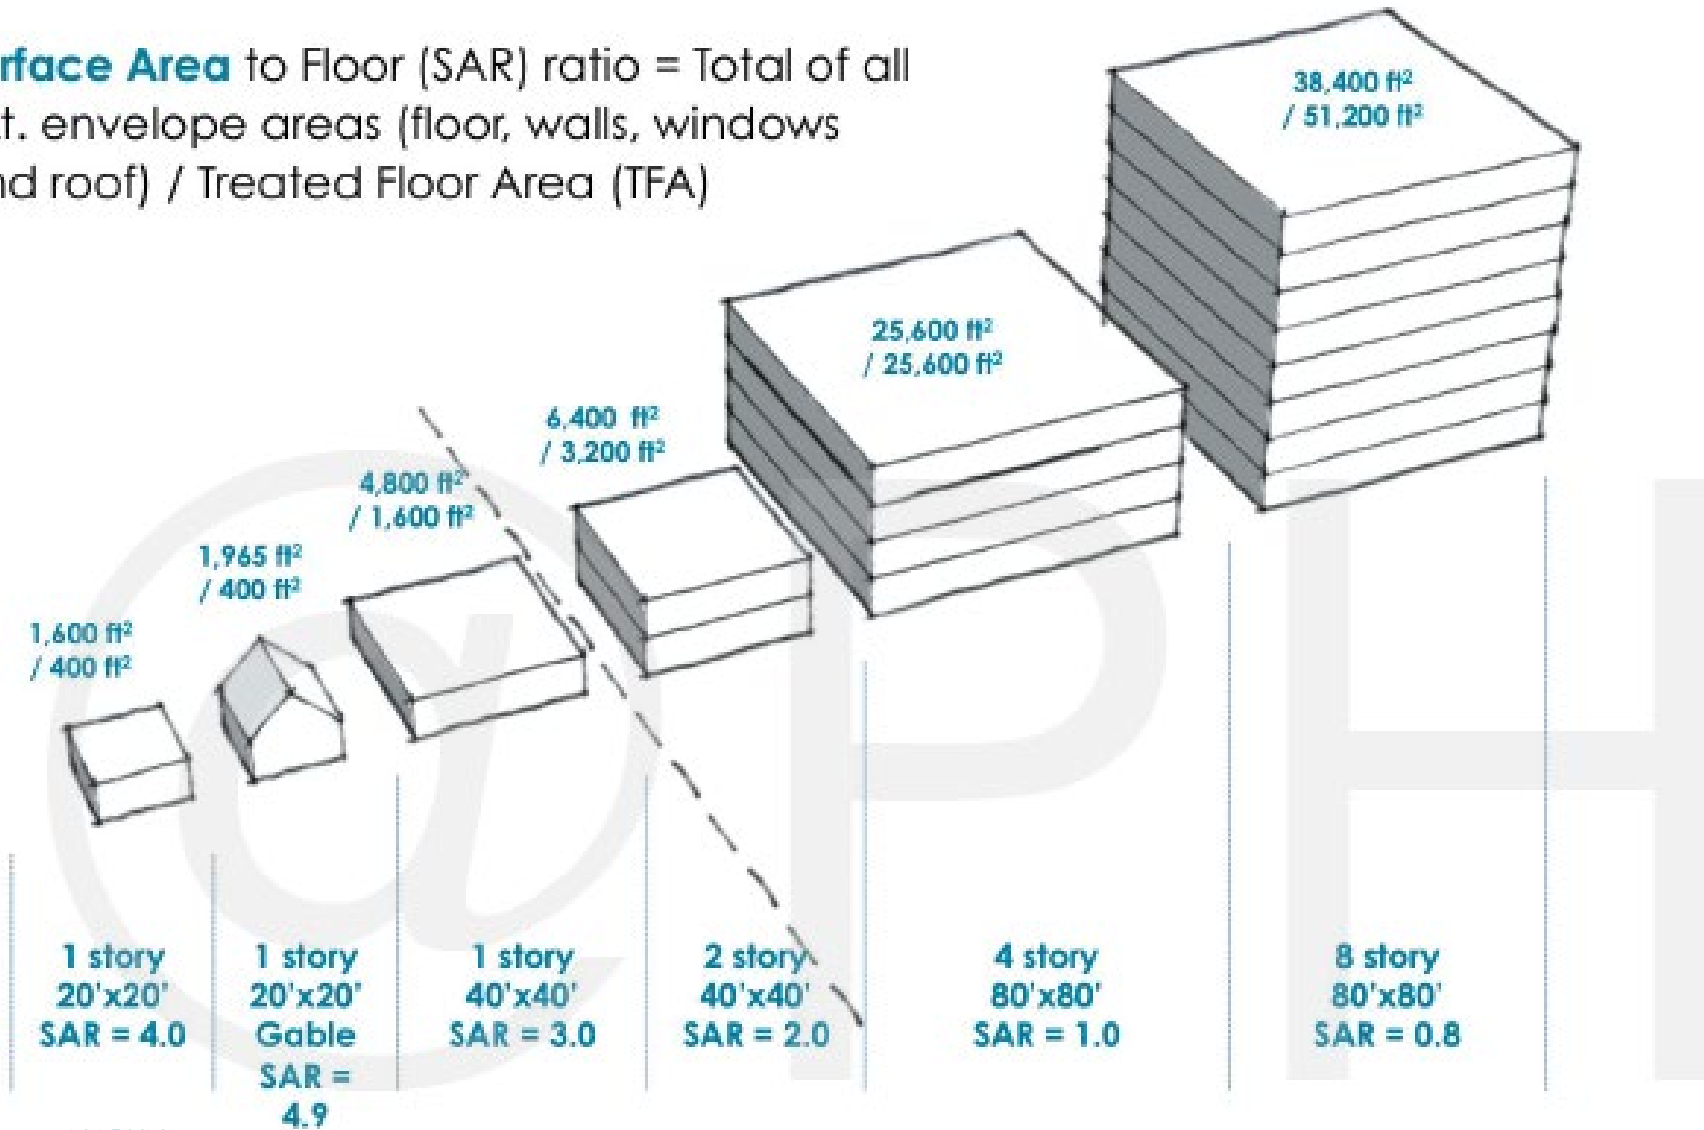 rface Area to Floor (SAR) ratio = Total of all
t. envelope areas (floor, walls, windows
nd roof) / Treated Floor Area (TFA)
38,400 ft²
/ 51,200 ft²
25,600 ft²
/ 25,600 ft²
6,400 ft²
/ 3,200 ft²
4,800 ft²
/ 1,600 ft²
1,965 ft²
/ 400 ft²
1,600 ft²
/ 400 ft²
1 story
20'x20'
SAR = 4.0
1 story
20'x20'
Gable
SAR =
4.9
1 story
40'x40'
SAR = 3.0
2 story
40'x40'
SAR = 2.0
4 story
80'x80'
SAR = 1.0
8 story
80'x80'
SAR = 0.8
@PH